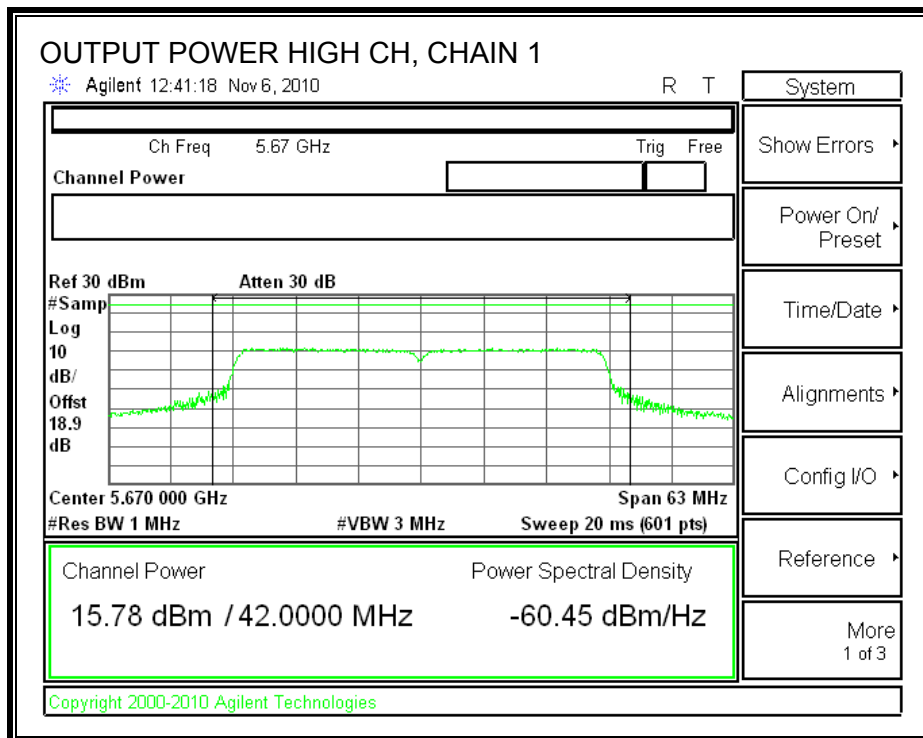 OUTPUT POWER HIGH CH, CHAIN 1
Agilent 12:41:18 Nov 6, 2010 R T
System
Ch Freq 5.67 GHz Trig Free
Show Errors
Channel Power
Power On/
Preset
Ref 30 dBm Atten 30 dB
#Samp
Log
10
dB/
Offst
18.9
dB
Time/Date
Alignments
Config I/O
Center 5.670 000 GHz Span 63 MHz
#Res BW 1 MHz #VBW 3 MHz Sweep 20 ms (601 pts)
Channel Power Power Spectral Density
15.78 dBm / 42.0000 MHz -60.45 dBm/Hz
Reference
More
1 of 3
Copyright 2000-2010 Agilent Technologies